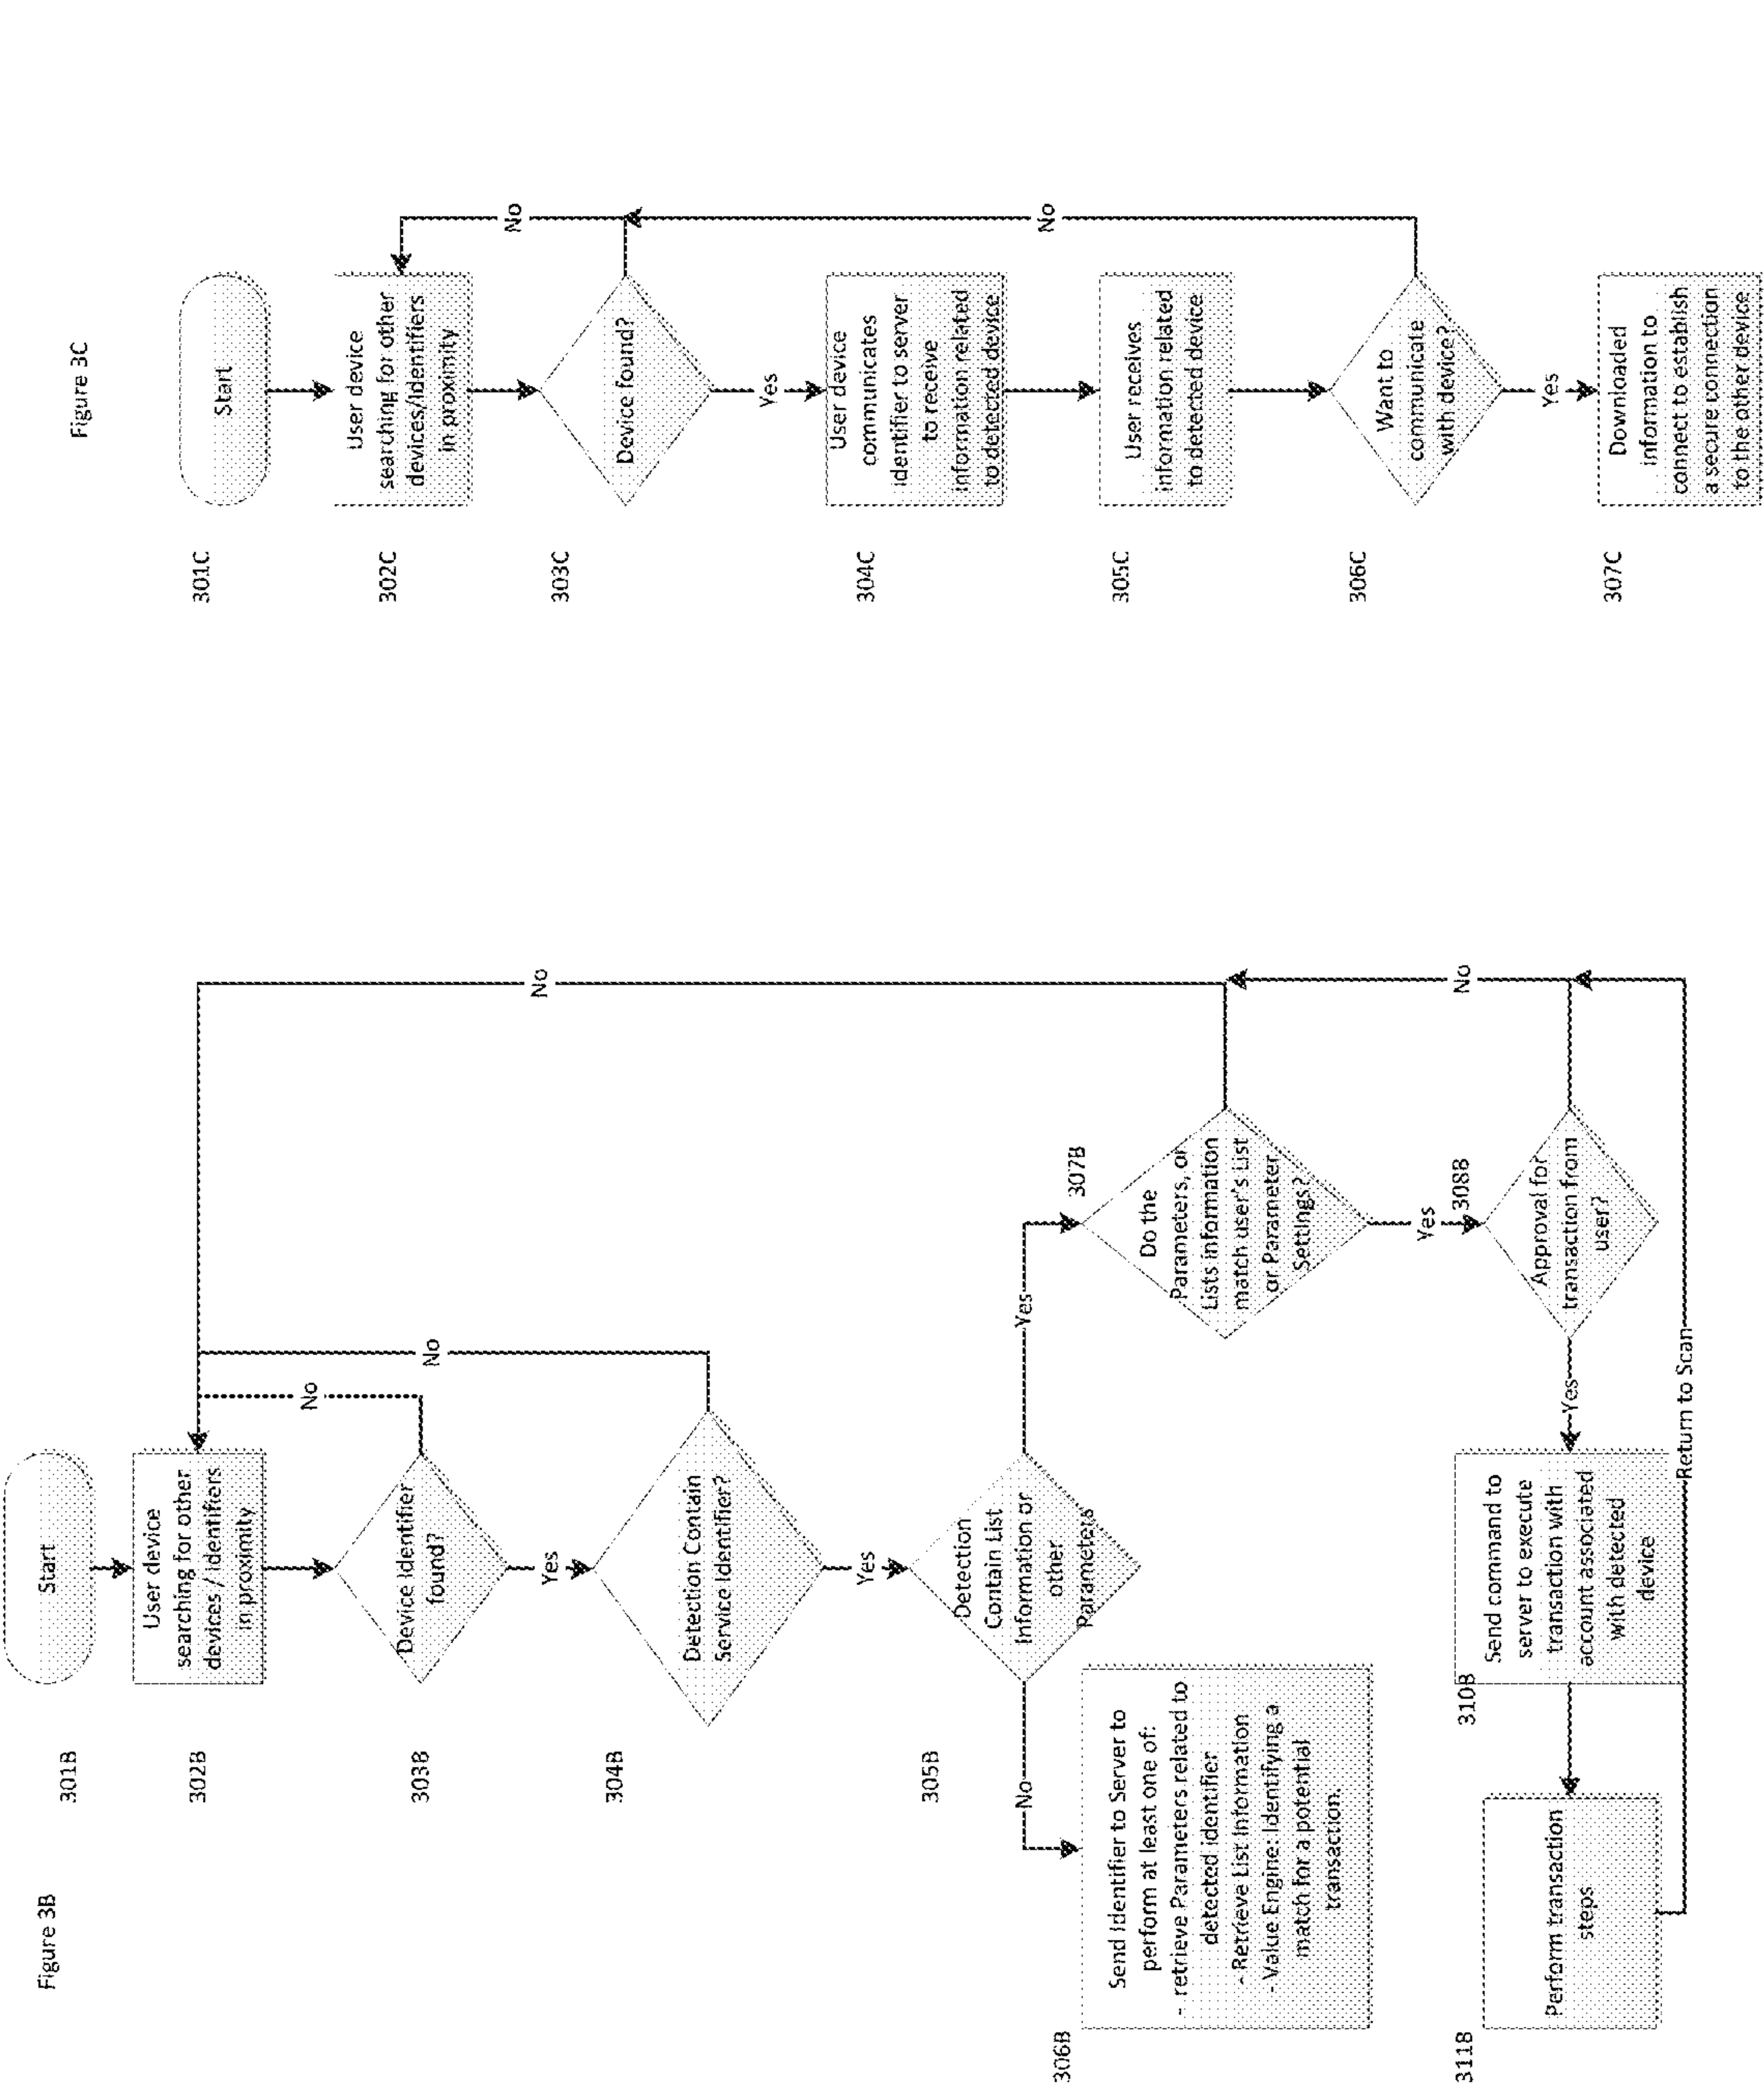 Figure 3B
301B
Start
302B
User device
searching for other
devices / identifiers
in proximity
303B
Device Identifier
found?
No
Yes
304B
Detection Contain
Service Identifier?
No
Yes
305B
Detection
Contain List
Information or
other
Parameters
No
Yes
306B
Send Identifier to Server to
perform at least one of:
- retrieve Parameters related to
detected identifier
- Retrieve List Information
- Value Engine: Identifying a
match for a potential
transaction.
307B
Do the
Parameters, or
Lists information
match user's List
or Parameter
Settings?
No
Yes
308B
Approval for
transaction from
user?
No
Yes
310B
Send command to
server to execute
transaction with
account associated
with detected
device
311B
Perform transaction
steps
Return to Scan
Figure 3C
301C
Start
302C
User device
searching for other
devices/identifiers
in proximity
303C
Device found?
No
Yes
304C
User device
communicates
identifier to server
to receive
information related
to detected device
305C
User receives
information related
to detected device
306C
Want to
communicate
with device?
No
Yes
307C
Downloaded
information to
connect to establish
a secure connection
to the other device